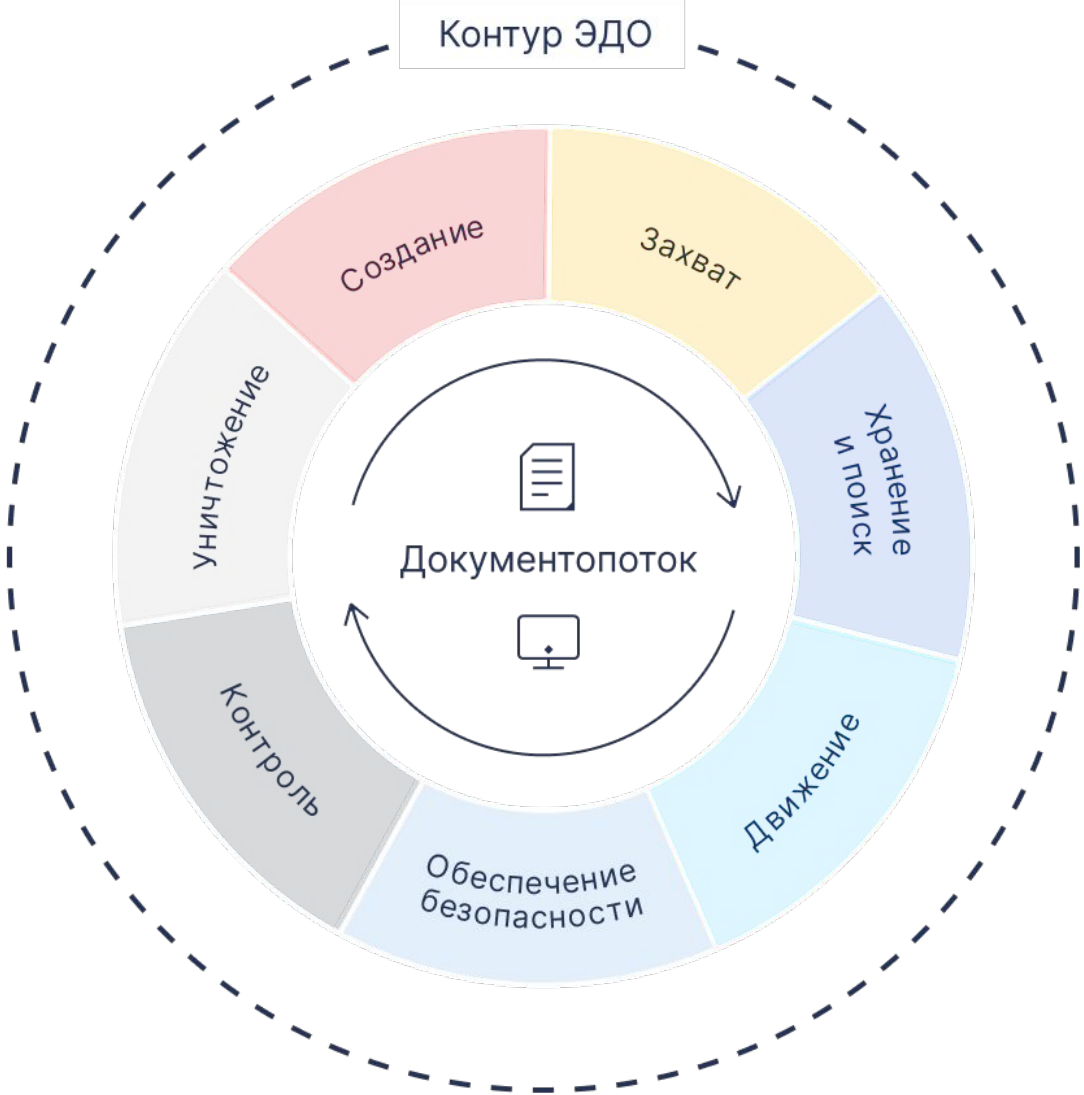 Контур ЭДО
Создание
Захват
Хранение
и поиск
Движение
Обеспечение
безопасности
Контроль
Уничтожение
Документопоток